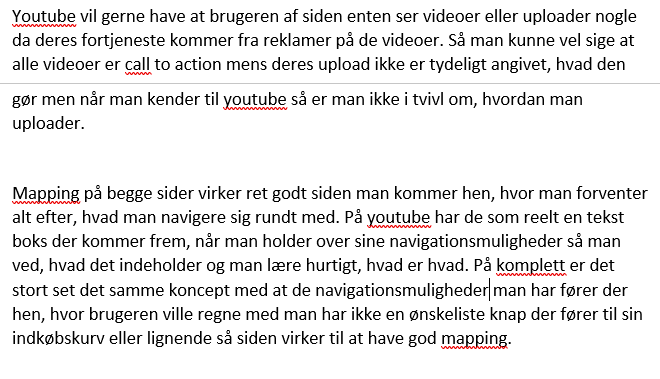 Youtube vil gerne have at brugeren af siden enten ser videoer eller uploader nogle
da deres fortjeneste kommer fra reklamer på de videoer. Så man kunne vel sige at
alle videoer er call to action mens deres upload ikke er tydeligt angivet, hvad den
gør men når man kender til youtube så er man ikke i tvivl om, hvordan man
uploader.
Mapping på begge sider virker ret godt siden man kommer hen, hvor man forventer
alt efter, hvad man navigere sig rundt med. På youtube har de som reelt en tekst
boks der kommer frem, når man holder over sine navigationsmuligheder så man
ved, hvad det indeholder og man lære hurtigt, hvad er hvad. På komplett er det
stort set det samme koncept med at de navigationsmuligheder man har fører der
hen, hvor brugeren ville regne med man har ikke en ønskeliste knap der fører til sin
indkøbskurv eller lignende så siden virker til at have god mapping.